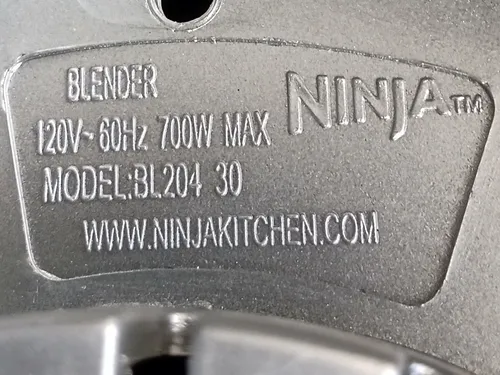 BLENDER
NINJA™
120V~60Hz 700W MAX
MODEL:BL204 30
WWW.NINJAKITCHEN.COM